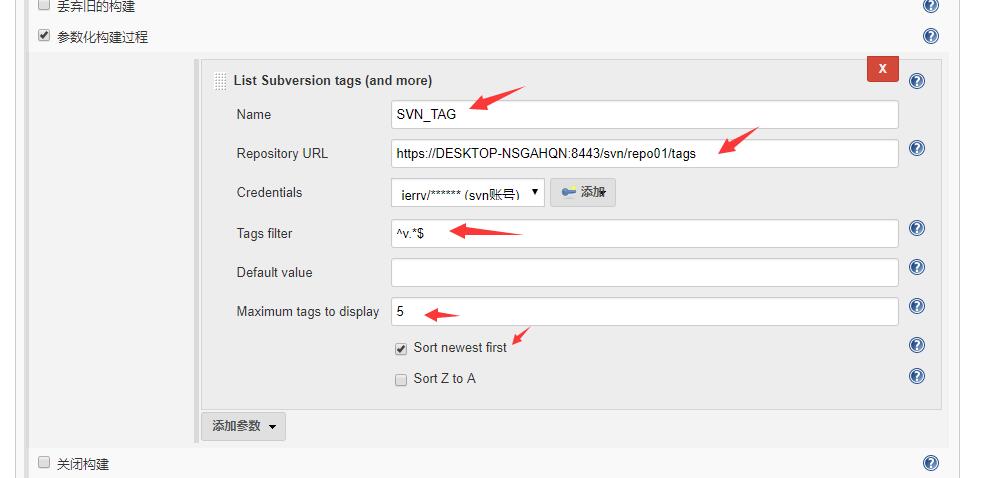 丢弃旧的构建
参数化构建过程
X
List Subversion tags (and more)
Name SVN_TAG
Repository URL https://DESKTOP-NSGAHQN:8443/svn/repo01/tags
Credentials jerry/****** (svn账号) 添加
Tags filter ^v.*$
Default value
Maximum tags to display 5
Sort newest first
Sort Z to A
添加参数
关闭构建